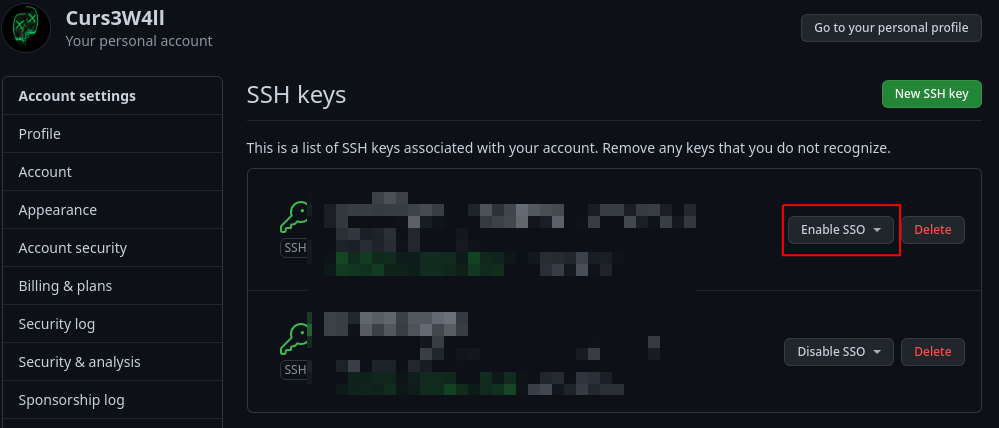 Curs3W4ll
Your personal account
Go to your personal profile
Account settings
Profile
Account
Appearance
Account security
Billing & plans
Security log
Security & analysis
Sponsorship log
SSH keys
New SSH key
This is a list of SSH keys associated with your account. Remove any keys that you do not recognize.
SSH
Enable SSO
Delete
SSH
Disable SSO
Delete